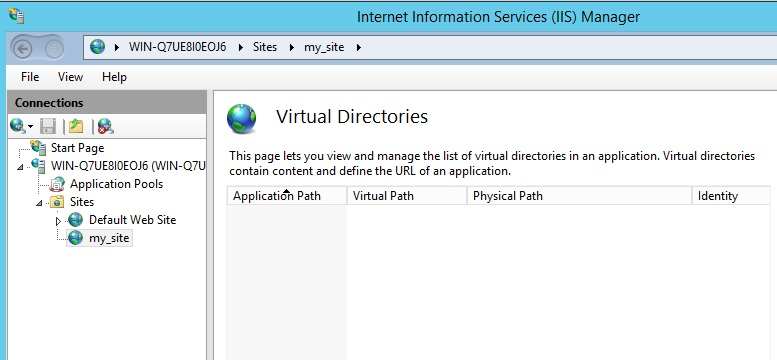 Internet Information Services (IIS) Manager
WIN-Q7UE8I0EOJ6 Sites my_site
File View Help
Connections
Start Page
WIN-Q7UE8I0EOJ6 (WIN-Q7U
Application Pools
Sites
Default Web Site
my_site
Virtual Directories
This page lets you view and manage the list of virtual directories in an application. Virtual directories
contain content and define the URL of an application.
Application Path Virtual Path Physical Path Identity